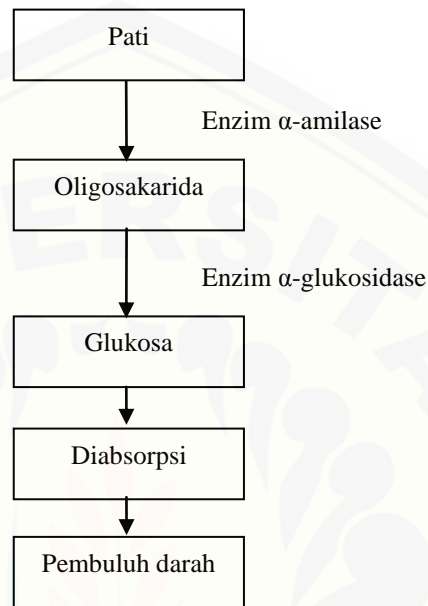 Pati
Enzim α-amilase
Oligosakarida
Enzim α-glukosidase
Glukosa
Diabsorpsi
Pembuluh darah